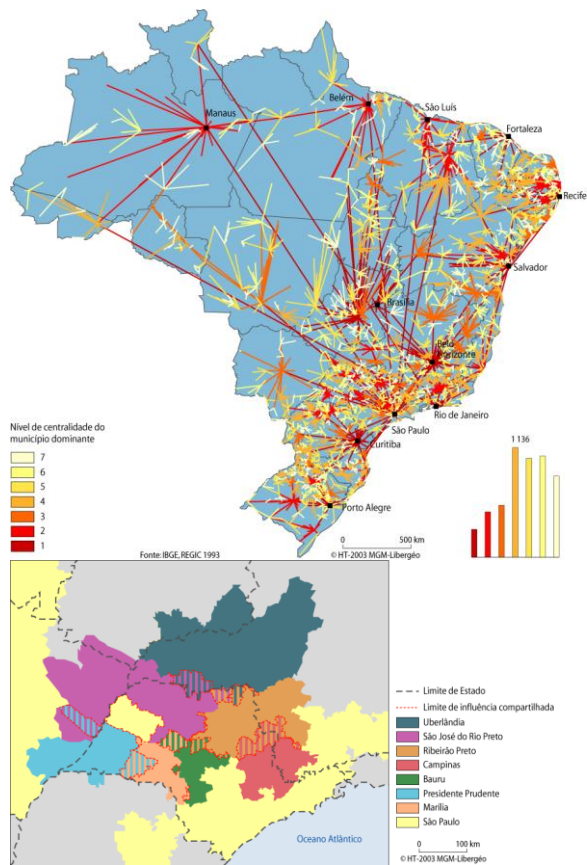 Manaus
Belém
São Luís
Fortaleza
Recife
Salvador
Brasília
Belo
Horizonte
Rio de Janeiro
São Paulo
Curitiba
Porto Alegre
Nível de centralidade do
município dominante
7
6
5
4
3
2
1
1 136
0 500 km
Fonte: IBGE, REGIC 1993
© HT-2003 MGM-Libergéo
Limite de Estado
Limite de influência compartilhada
Uberlândia
São José do Rio Preto
Ribeirão Preto
Campinas
Bauru
Presidente Prudente
Marília
São Paulo
Oceano Atlântico
0 100 km
© HT-2003 MGM-Libergéo